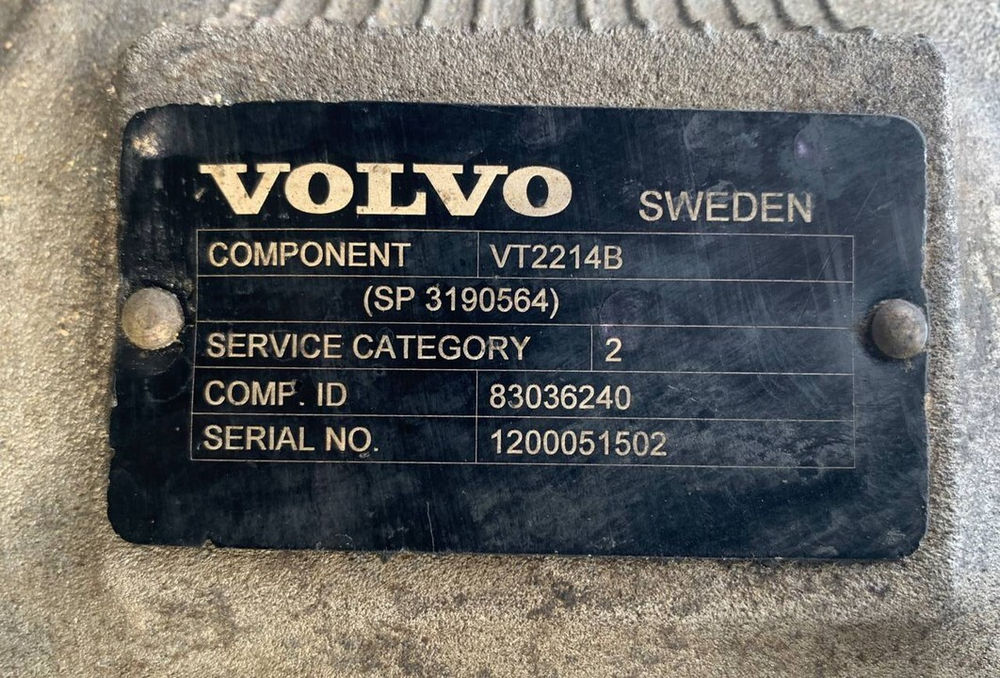 VOLVO SWEDEN
COMPONENT VT2214B
(SP 3190564)
SERVICE CATEGORY 2
COMP. ID 83036240
SERIAL NO. 1200051502